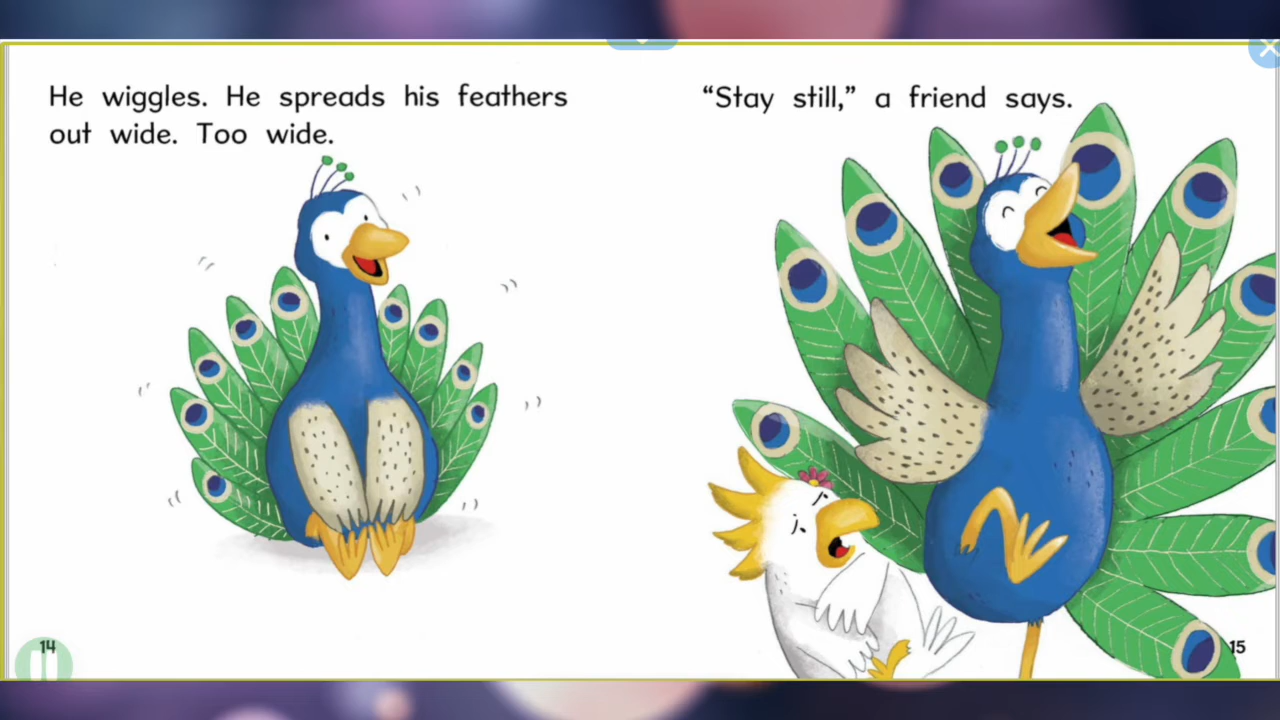 He wiggles. He spreads his feathers
out wide. Too wide.
“Stay still,” a friend says.
14
15